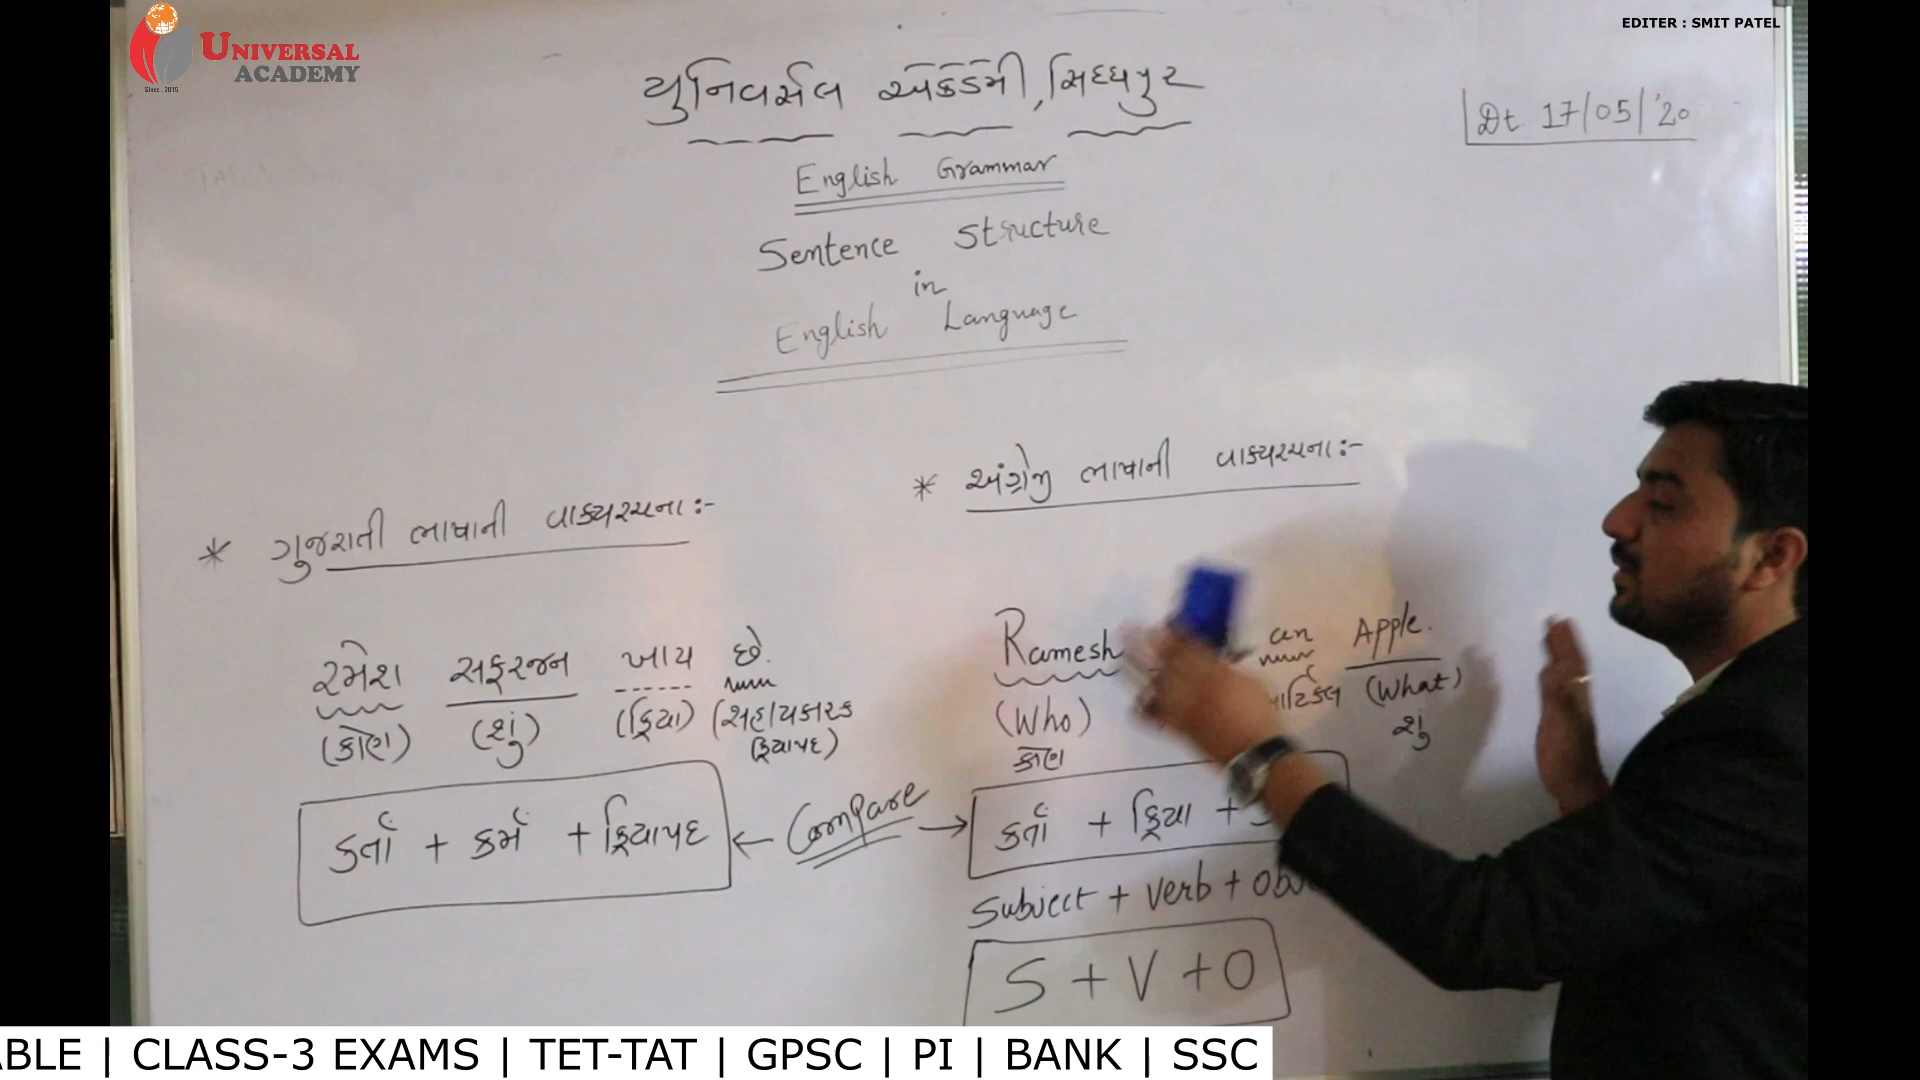 UNIVERSAL
ACADEMY
Since 2015
EDITER : SMIT PATEL
યુનિવર્સલ એકેડેમી, સિધ્ધપુર
Dt 17/05/'20
English Grammar
Sentence Structure
in
English Language
* ગુજરાતી ભાષાની વાક્યરચના:-
* અંગ્રેજી ભાષાની વાક્યરચના:-
રમેશ સફરજન ખાય છે.
(કોણ) (શું) (ક્રિયા) (સહાયકારક
ક્રિયાપદ)
કર્તા + કર્મ + ક્રિયાપદ
← Compare →
Ramesh an Apple.
(Who) (What)
કોણ શું
કર્તા + ક્રિયા +
Subject + Verb +
S + V + O
| CLASS-3 EXAMS | TET-TAT | GPSC | PI | BANK | SSC